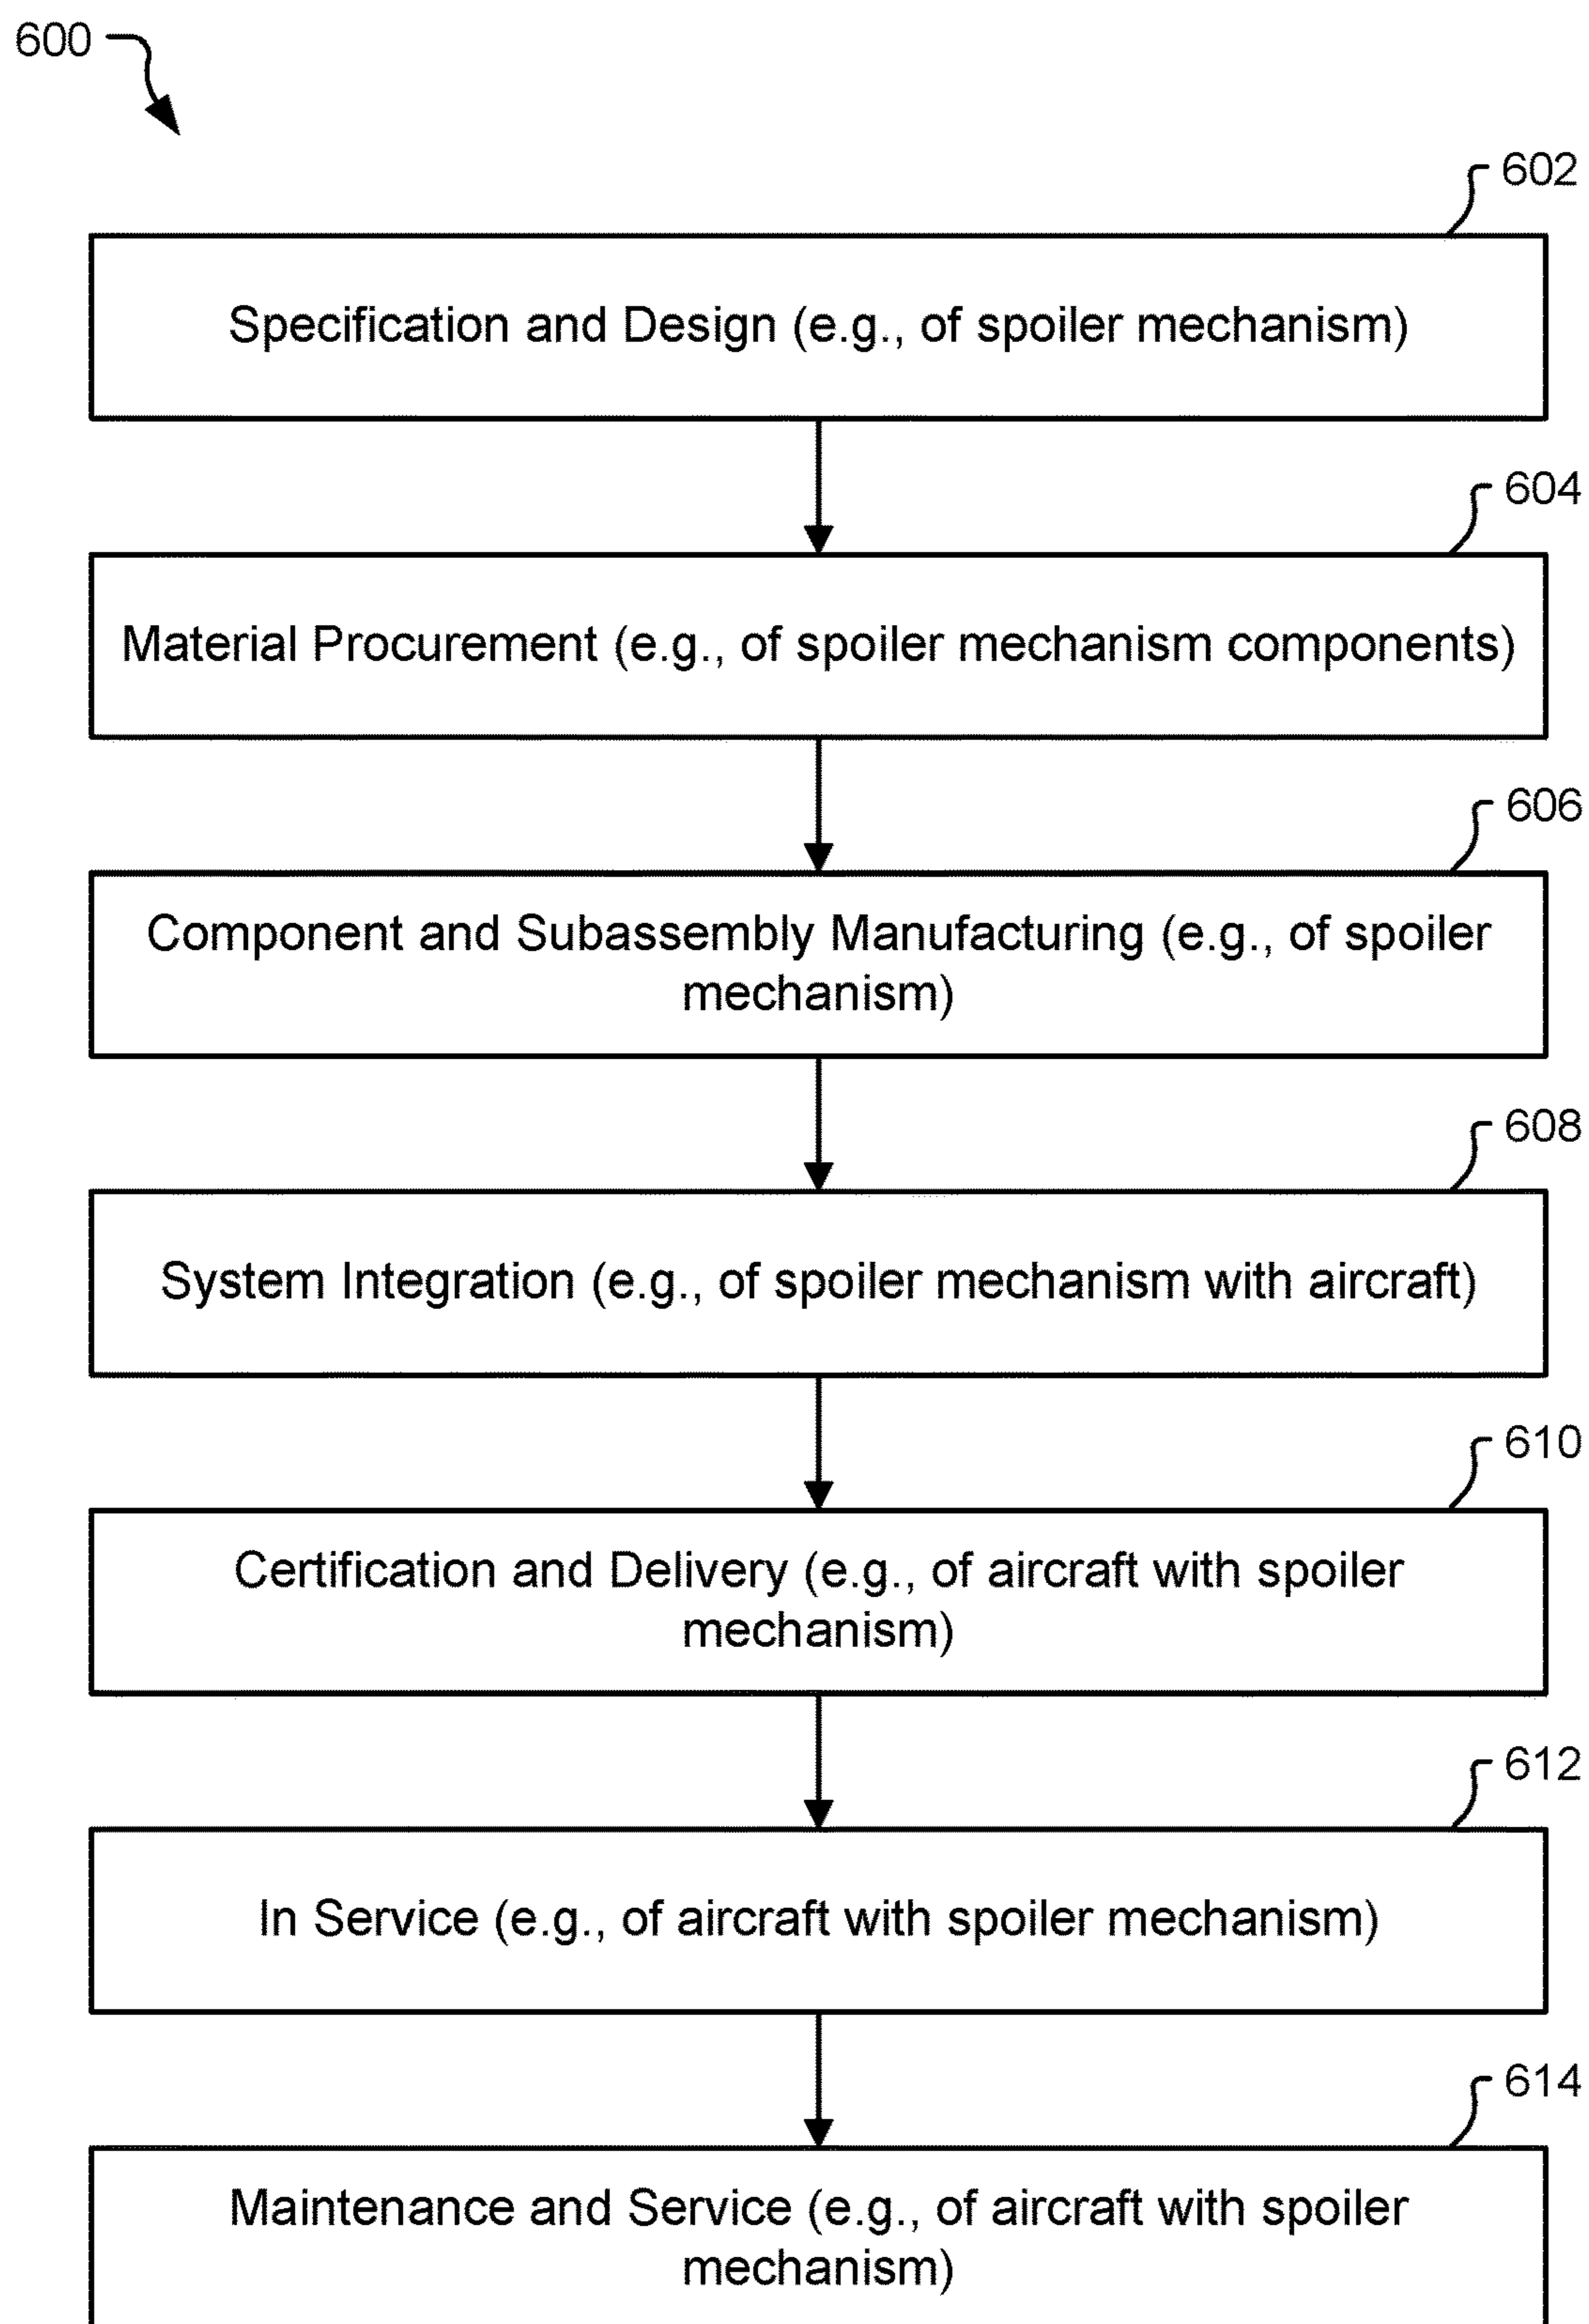 600
602
Specification and Design (e.g., of spoiler mechanism)
604
Material Procurement (e.g., of spoiler mechanism components)
606
Component and Subassembly Manufacturing (e.g., of spoiler
mechanism)
608
System Integration (e.g., of spoiler mechanism with aircraft)
610
Certification and Delivery (e.g., of aircraft with spoiler
mechanism)
612
In Service (e.g., of aircraft with spoiler mechanism)
614
Maintenance and Service (e.g., of aircraft with spoiler
mechanism)